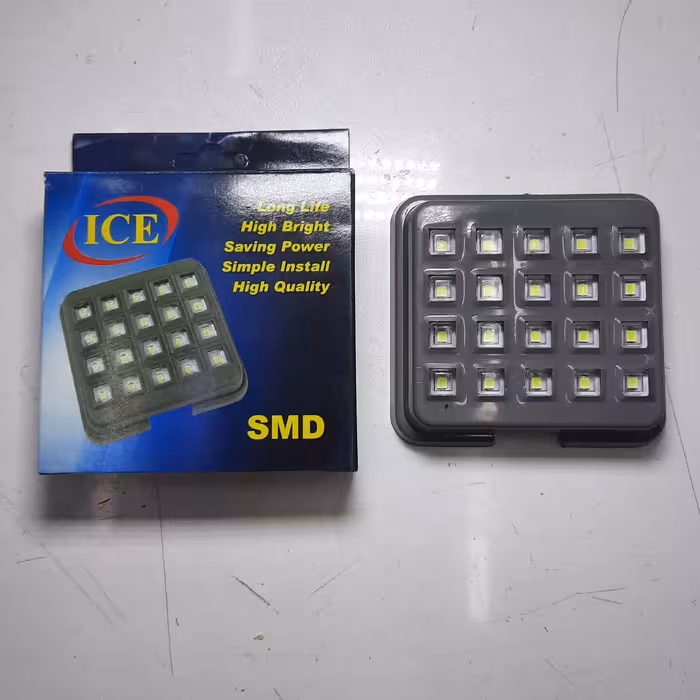 ICE
Long Life
High Bright
Saving Power
Simple Install
High Quality
SMD